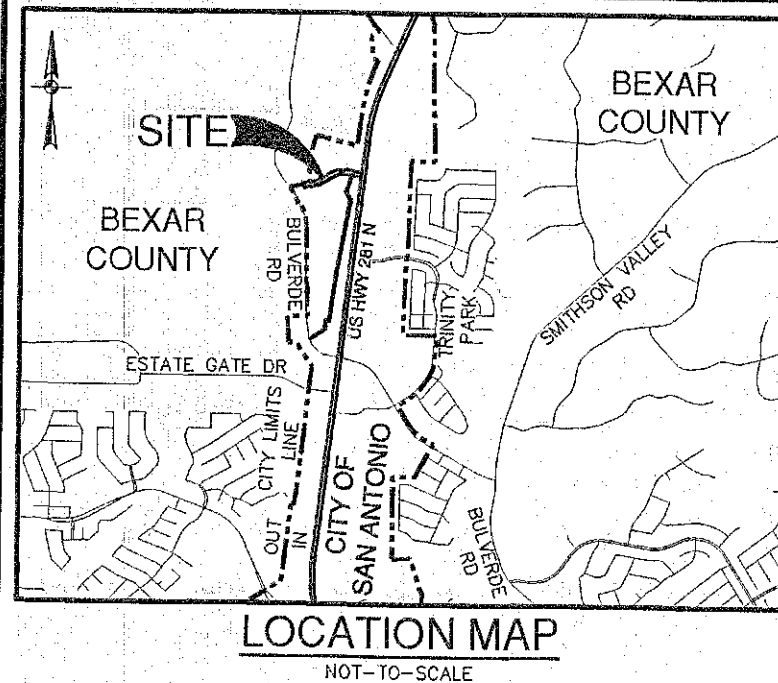 BEXAR
COUNTY
SITE
BEXAR
COUNTY
BULVERDE
RD
US HWY 281 N
TRINITY
PARK
SMITHSON VALLEY
RD
ESTATE GATE DR
CITY LIMITS
LINE
OUT
IN
CITY OF
SAN ANTONIO
BULVERDE
RD
LOCATION MAP
NOT-TO-SCALE